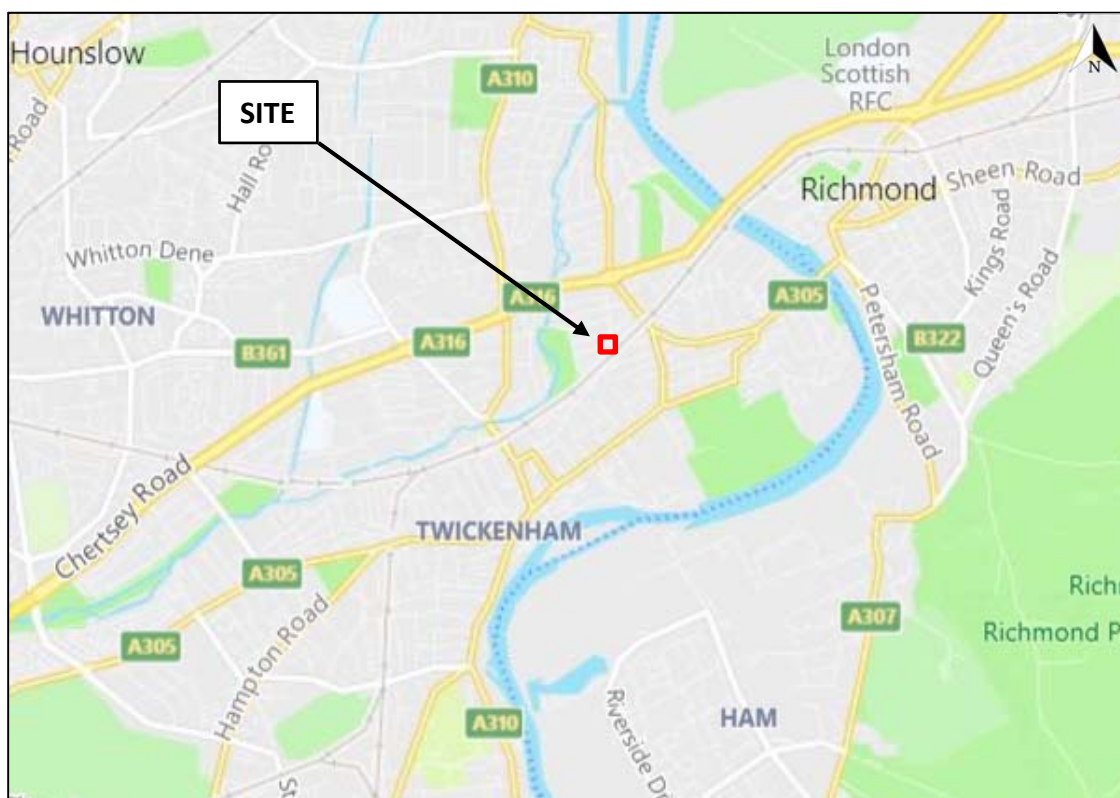 Hounslow
A310
London
Scottish
RFC
N
SITE
Hall Ro
Road
Richmond
Sheen Road
Kings Road
Queen's Road
Whitton Dene
WHITTON
A316
A305
Petersham Road
B322
B361
A316
Chertsey Road
TWICKENHAM
A305
Hampton Road
A305
A307
Richm
Richmond P
A310
Riverside Dr
HAM
St